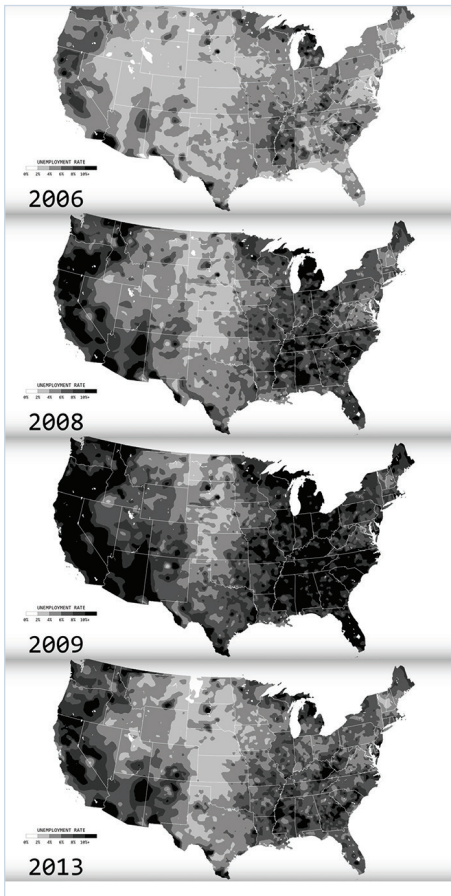 UNEMPLOYMENT RATE
0% 2% 4% 6% 8% 10%+
2006
UNEMPLOYMENT RATE
0% 2% 4% 6% 8% 10%+
2008
UNEMPLOYMENT RATE
0% 2% 4% 6% 8% 10%+
2009
UNEMPLOYMENT RATE
0% 2% 4% 6% 8% 10%+
2013